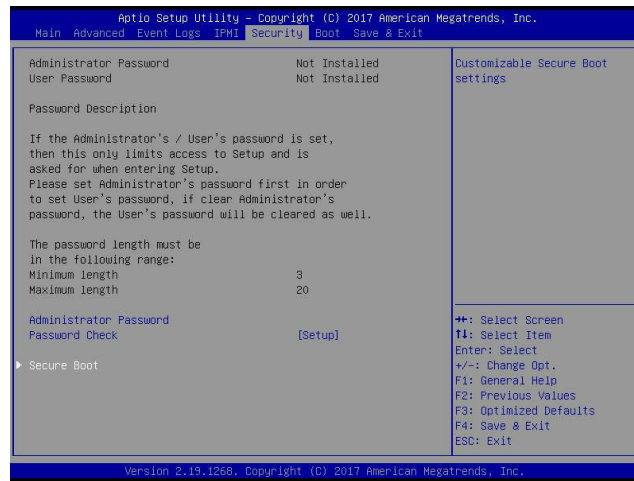 Aptio Setup Utility – Copyright (C) 2017 American Megatrends, Inc.
Main Advanced Event Logs IPMI Security Boot Save & Exit
Administrator Password Not Installed
User Password Not Installed
Password Description
If the Administrator's / User's password is set,
then this only limits access to Setup and is
asked for when entering Setup.
Please set Administrator's password first in order
to set User's password, if clear Administrator's
password, the User's password will be cleared as well.
The password length must be
in the following range:
Minimum length 3
Maximum length 20
Administrator Password
Password Check [Setup]
▶ Secure Boot
Customizable Secure Boot
settings
→←: Select Screen
↑↓: Select Item
Enter: Select
+/-: Change Opt.
F1: General Help
F2: Previous Values
F3: Optimized Defaults
F4: Save & Exit
ESC: Exit
Version 2.19.1268. Copyright (C) 2017 American Megatrends, Inc.